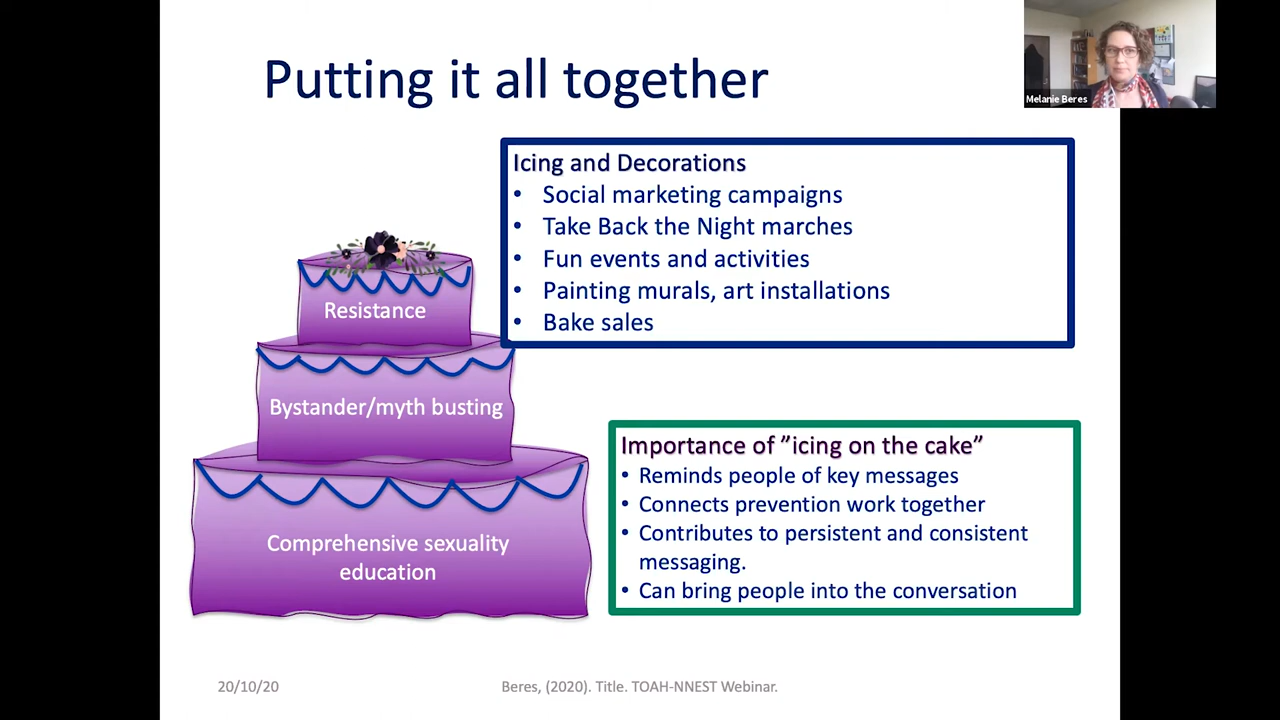 Putting it all together
Melanie Beres
Icing and Decorations
• Social marketing campaigns
• Take Back the Night marches
• Fun events and activities
• Painting murals, art installations
• Bake sales
Resistance
Bystander/myth busting
Comprehensive sexuality
education
Importance of ”icing on the cake”
• Reminds people of key messages
• Connects prevention work together
• Contributes to persistent and consistent
messaging.
• Can bring people into the conversation
20/10/20
Beres, (2020). Title. TOAH-NNEST Webinar.